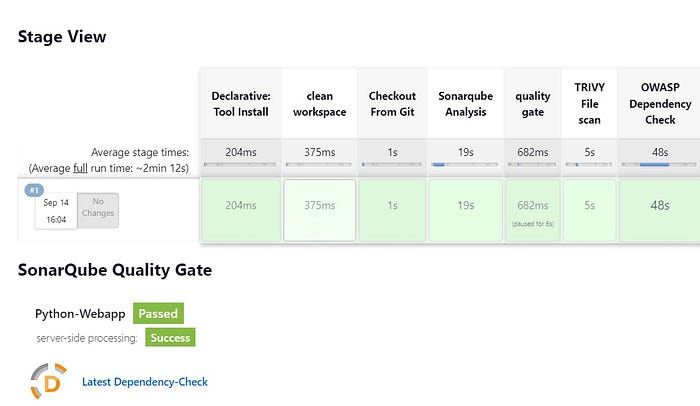 Stage View
Declarative: Tool Install
clean workspace
Checkout From Git
Sonarqube Analysis
quality gate
TRIVY File scan
OWASP Dependency Check
Average stage times:
204ms 375ms 1s 19s 682ms 5s 48s
(Average full run time: ~2min 12s)
#1
Sep 14
16:04
No Changes
204ms 375ms 1s 19s 682ms 5s 48s
(paused for 6s)
SonarQube Quality Gate
Python-Webapp Passed
server-side processing: Success
D
Latest Dependency-Check